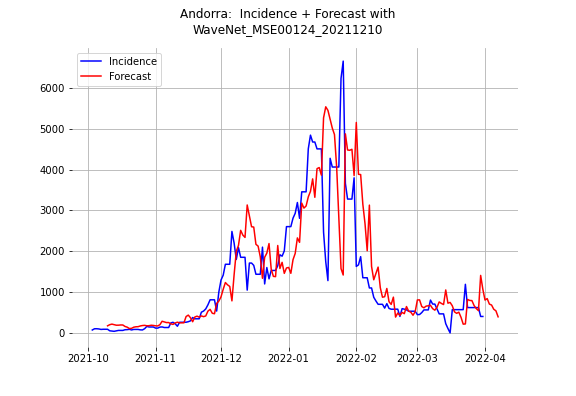 Andorra:  Incidence + Forecast with
WaveNet_MSE00124_20211210
Incidence
Forecast
6000
5000
4000
3000
2000
1000
0
2021-10 2021-11 2021-12 2022-01 2022-02 2022-03 2022-04